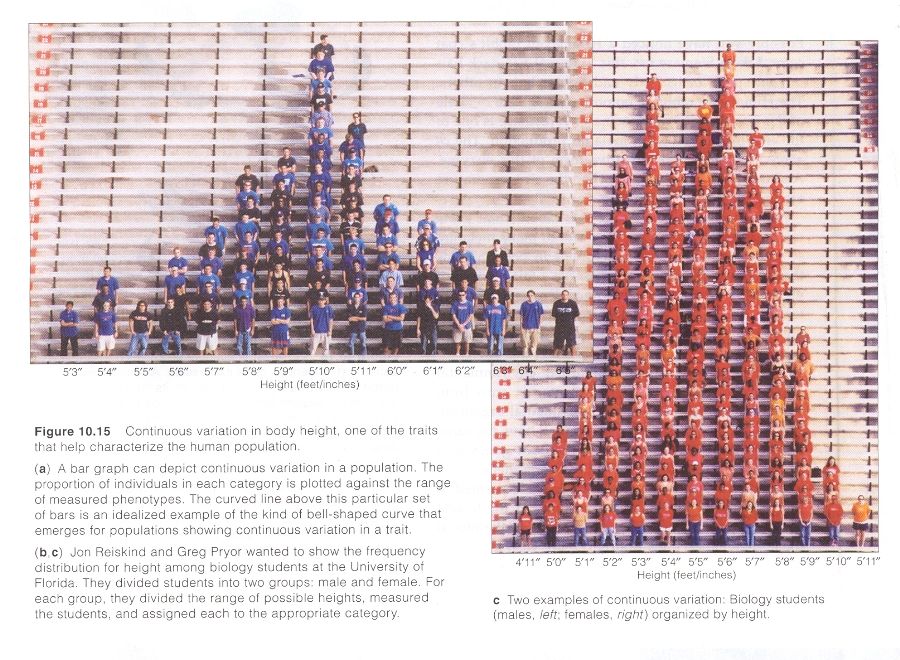 5'3" 5'4" 5'5" 5'6" 5'7" 5'8" 5'9" 5'10" 5'11" 6'0" 6'1" 6'2" 6'3" 6'4" 6'5"
Height (feet/inches)
Figure 10.15 Continuous variation in body height, one of the traits
that help characterize the human population.
(a) A bar graph can depict continuous variation in a population. The
proportion of individuals in each category is plotted against the range
of measured phenotypes. The curved line above this particular set
of bars is an idealized example of the kind of bell-shaped curve that
emerges for populations showing continuous variation in a trait.
(b,c) Jon Reiskind and Greg Pryor wanted to show the frequency
distribution for height among biology students at the University of
Florida. They divided students into two groups: male and female. For
each group, they divided the range of possible heights, measured
the students, and assigned each to the appropriate category.
4'11" 5'0" 5'1" 5'2" 5'3" 5'4" 5'5" 5'6" 5'7" 5'8" 5'9" 5'10" 5'11"
Height (feet/inches)
c Two examples of continuous variation: Biology students
(males, left; females, right) organized by height.